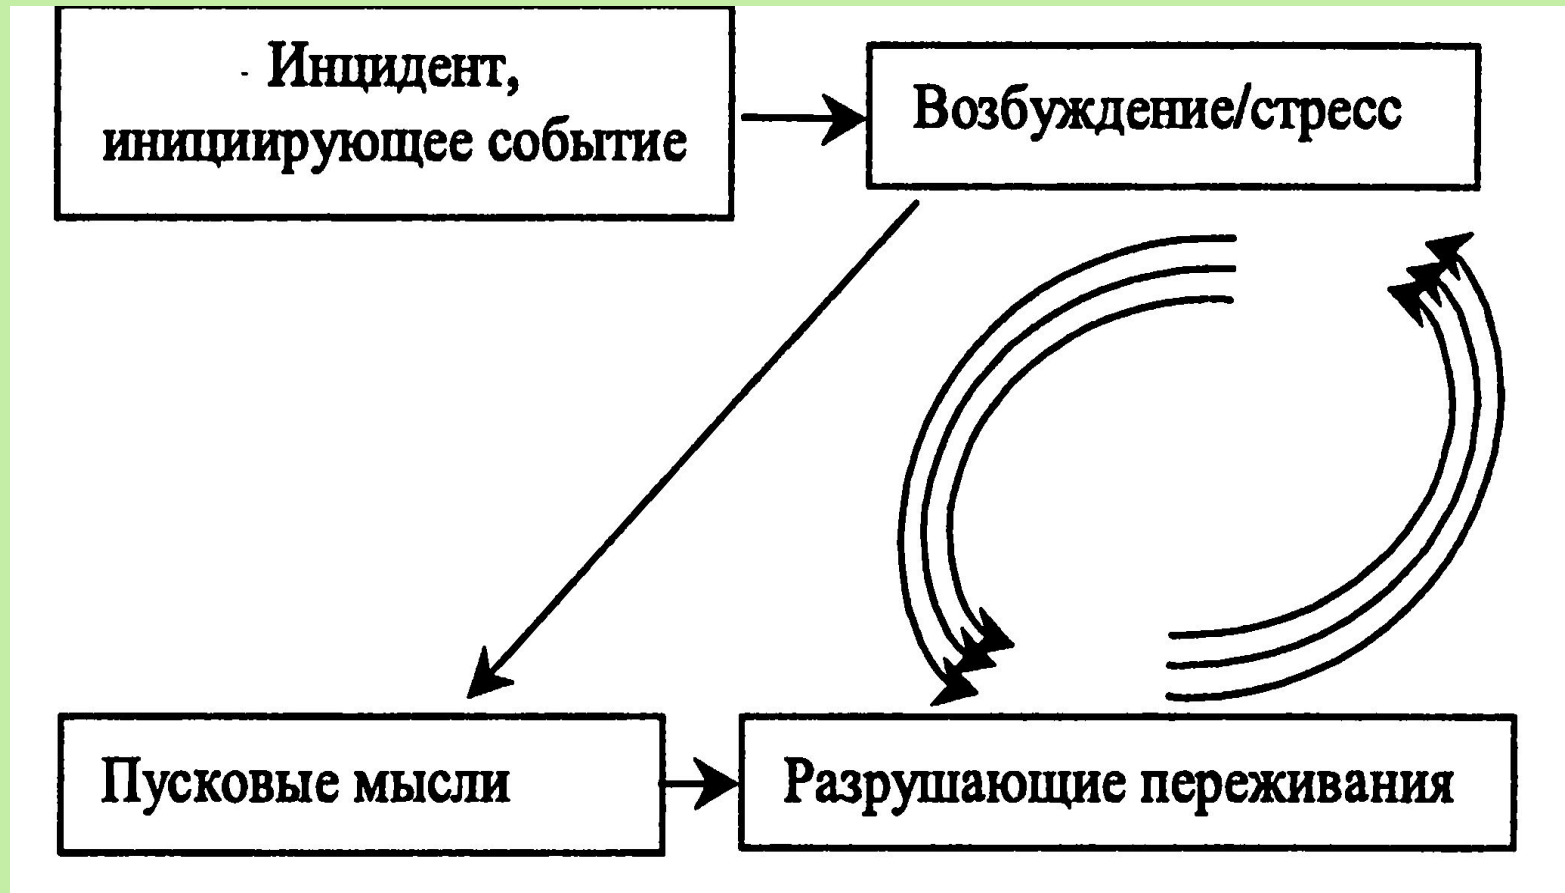 Инцидент,
инициирующее событие
Возбуждение/стресс
Пусковые мысли
Разрушающие переживания